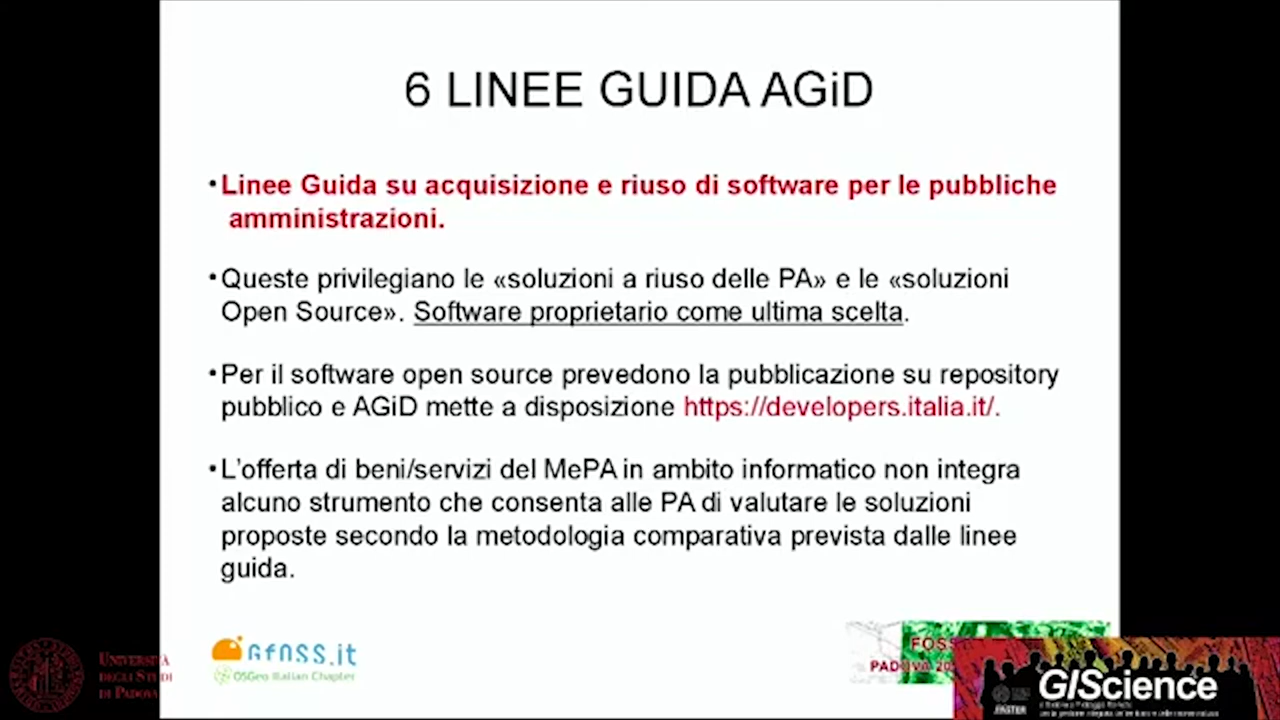 6 LINEE GUIDA AGiD
•Linee Guida su acquisizione e riuso di software per le pubbliche
amministrazioni.
•Queste privilegiano le «soluzioni a riuso delle PA» e le «soluzioni
Open Source». Software proprietario come ultima scelta.
•Per il software open source prevedono la pubblicazione su repository
pubblico e AGiD mette a disposizione https://developers.italia.it/.
•L'offerta di beni/servizi del MePA in ambito informatico non integra
alcuno strumento che consenta alle PA di valutare le soluzioni
proposte secondo la metodologia comparativa prevista dalle linee
guida.
UNIVERSITÀ
DEGLI STUDI
DI PADOVA
GFOSS.it
OSGeo Italian Chapter
FOSS
PADOVA 20
GIScience
MASTER